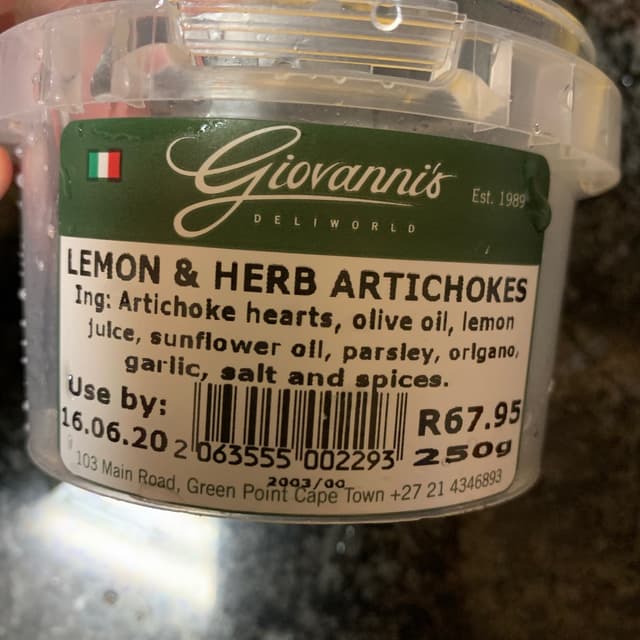 Giovanni's
Est. 1989
DELIWORLD
LEMON & HERB ARTICHOKES
Ing: Artichoke hearts, olive oil, lemon
juice, sunflower oil, parsley, origano,
garlic, salt and spices.
Use by:
16.06.20
R67.95
250g
2 063555 002293
2003/00
103 Main Road, Green Point Cape Town +27 21 4346893